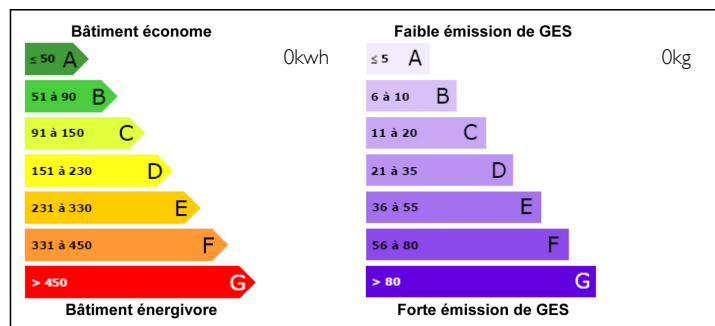 Bâtiment économe
≤ 50 A
0kwh
51 à 90 B
91 à 150 C
151 à 230 D
231 à 330 E
331 à 450 F
> 450 G
Bâtiment énergivore
Faible émission de GES
≤ 5 A
0kg
6 à 10 B
11 à 20 C
21 à 35 D
36 à 55 E
56 à 80 F
> 80 G
Forte émission de GES